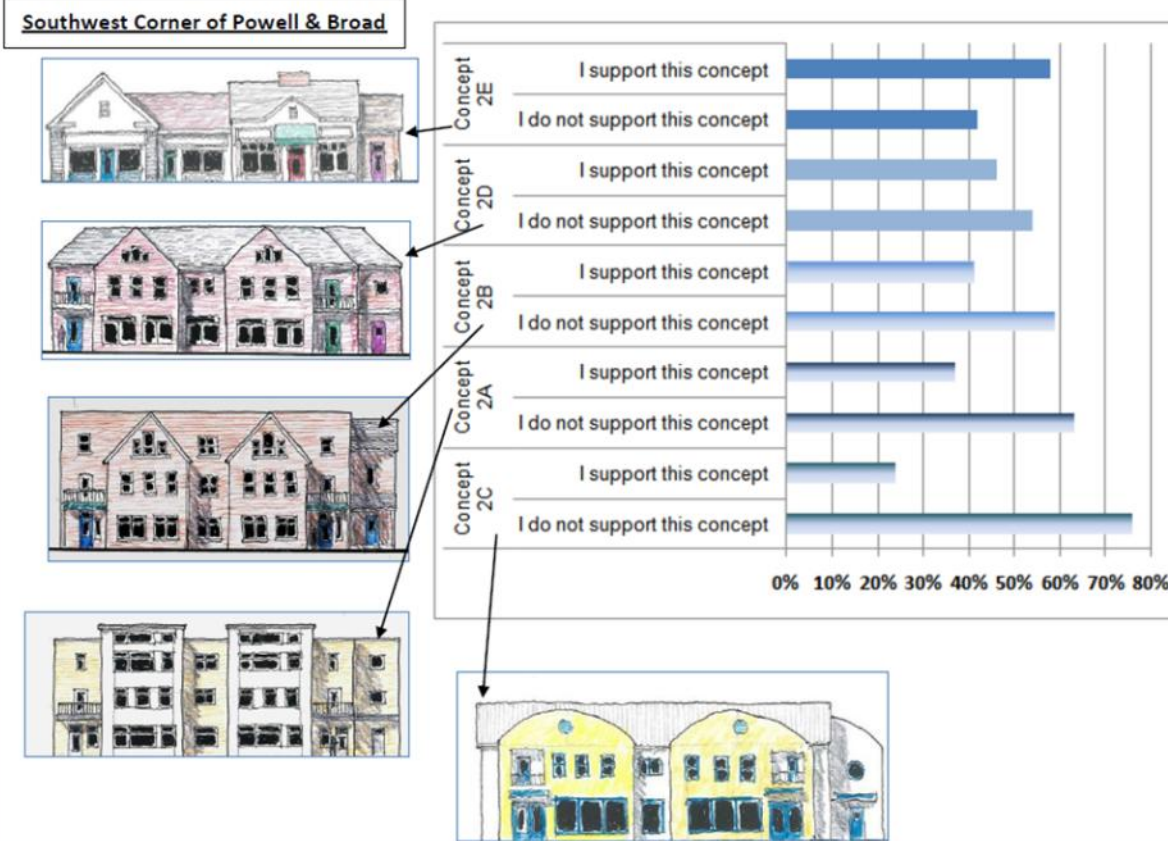 Southwest Corner of Powell & Broad
Concept
2E
I support this concept
I do not support this concept
Concept
2D
I support this concept
I do not support this concept
Concept
2B
I support this concept
I do not support this concept
Concept
2A
I support this concept
I do not support this concept
Concept
2C
I support this concept
I do not support this concept
0% 10% 20% 30% 40% 50% 60% 70% 80%